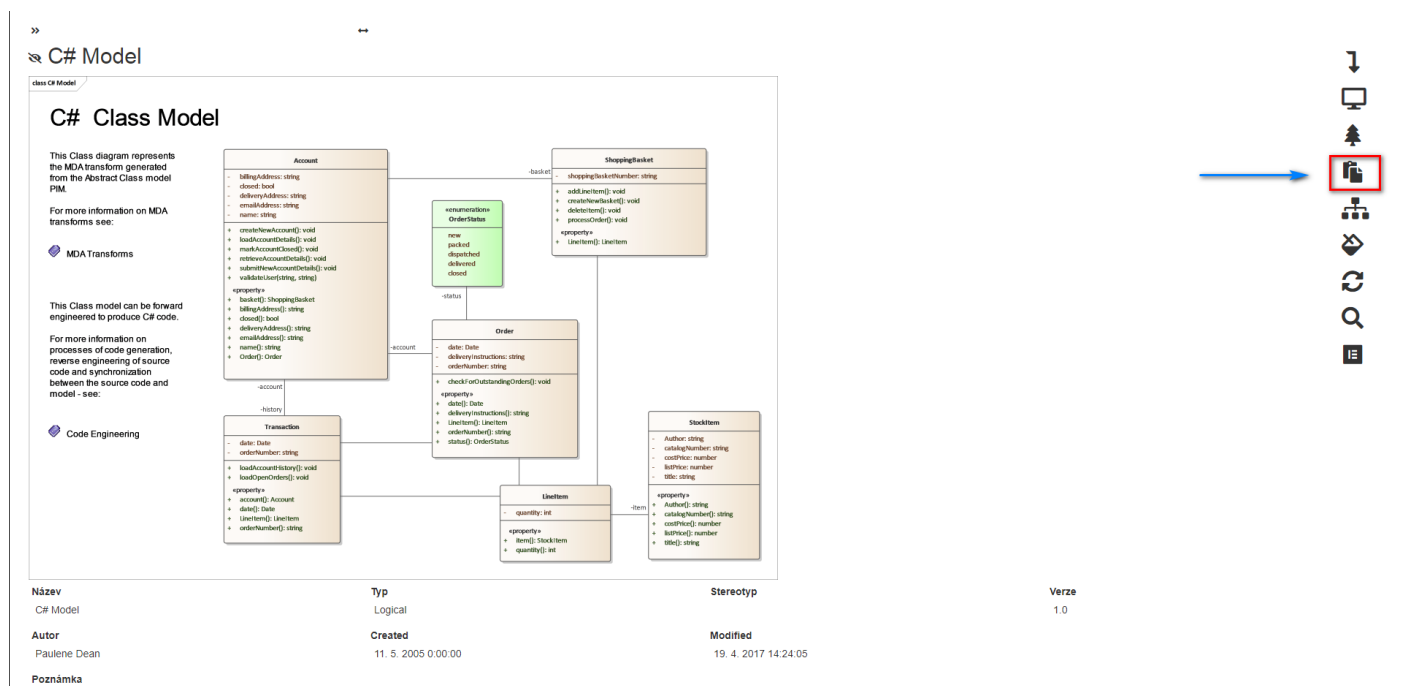 C# Model
class C# Model
C# Class Model
This Class diagram represents
the MDA transform generated
from the Abstract Class model
PIM.
For more information on MDA
transforms see:
MDA Transforms
This Class model can be forward
engineered to produce C# code.
For more information on
processes of code generation,
reverse engineering of source
code and synchronization
between the source code and
model - see:
Code Engineering
Account
- billingAddress: string
- closed: bool
- deliveryAddress: string
- emailAddress: string
- name: string
+ createNewAccount(): void
+ loadAccountDetails(): void
+ markAccountClosed(): void
+ retrieveAccountDetails(): void
+ submitNewAccountDetails(): void
+ validateUser(string, string)
«property»
+ basket(): ShoppingBasket
+ billingAddress(): string
+ closed(): bool
+ deliveryAddress(): string
+ emailAddress(): string
+ name(): string
+ Order(): Order
-basket
ShoppingBasket
- shoppingBasketNumber: string
+ addLineItem(): void
+ createNewBasket(): void
+ deleteItem(): void
+ processOrder(): void
«property»
+ LineItem(): LineItem
«enumeration»
OrderStatus
new
packed
dispatched
delivered
closed
-status
-account
Order
- date: Date
- deliveryInstructions: string
- orderNumber: string
+ checkForOutstandingOrders(): void
«property»
+ date(): Date
+ deliveryInstructions(): string
+ LineItem(): LineItem
+ orderNumber(): string
+ status(): OrderStatus
-account
-history
Transaction
- date: Date
- orderNumber: string
+ loadAccountHistory(): void
+ loadOpenOrders(): void
«property»
+ account(): Account
+ date(): Date
+ LineItem(): LineItem
+ orderNumber(): string
LineItem
- quantity: int
«property»
+ item(): StockItem
+ quantity(): int
-item
StockItem
- Author: string
- catalogNumber: string
- costPrice: number
- listPrice: number
- title: string
«property»
+ Author(): string
+ catalogNumber(): string
+ costPrice(): number
+ listPrice(): number
+ title(): string
Název Typ Stereotyp Verze
C# Model Logical 1.0
Autor Created Modified
Paulene Dean 11. 5. 2005 0:00:00 19. 4. 2017 14:24:05
Poznámka